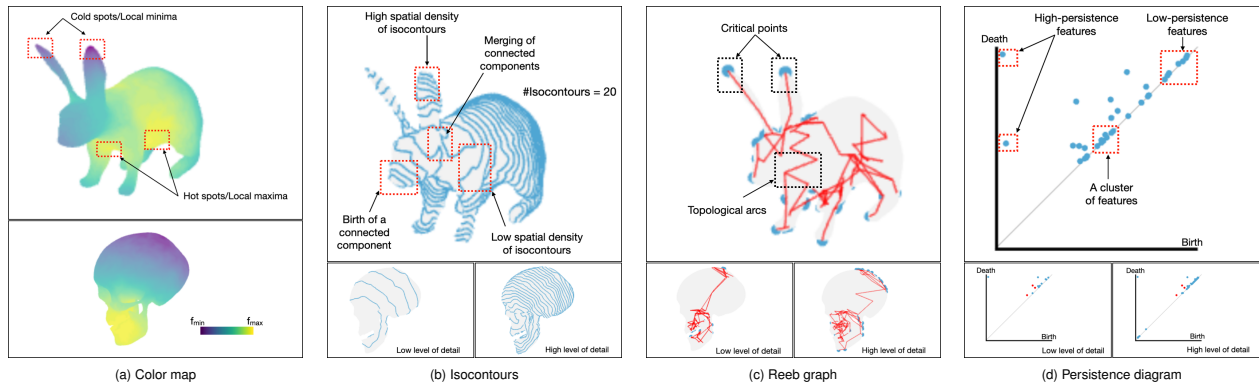 Cold spots/Local minima
Hot spots/Local maxima
fmin
fmax
(a) Color map
High spatial density
of isocontours
Merging of
connected
components
#Isocontours = 20
Birth of a
connected
component
Low spatial density
of isocontours
Low level of detail
High level of detail
(b) Isocontours
Critical points
Topological arcs
Low level of detail
High level of detail
(c) Reeb graph
High-persistence
features
Low-persistence
features
Death
A cluster
of features
Birth
Death
Birth
Low level of detail
Death
Birth
High level of detail
(d) Persistence diagram